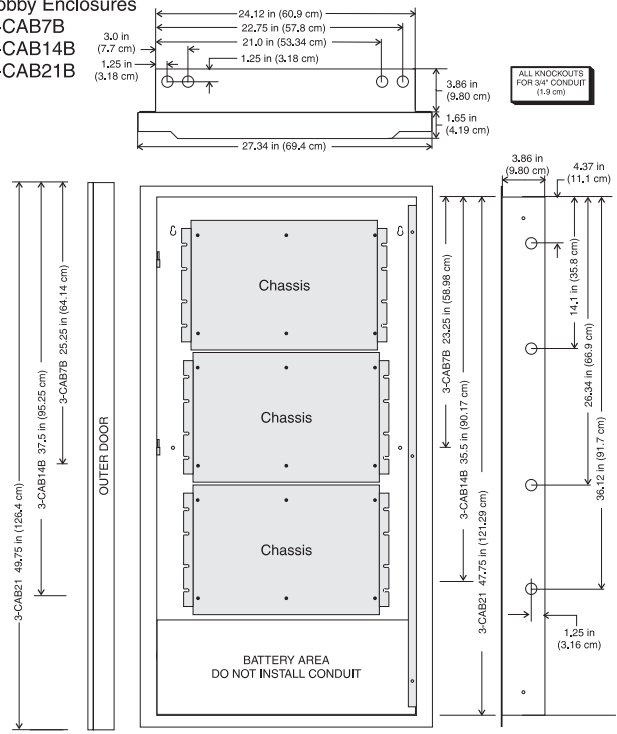 obby Enclosures
-CAB7B
-CAB14B
-CAB21B
24.12 in (60.9 cm)
22.75 in (57.8 cm)
21.0 in (53.34 cm)
3.0 in
(7.7 cm)
1.25 in
(3.18 cm)
1.25 in (3.18 cm)
3.86 in
(9.80 cm)
1.65 in
(4.19 cm)
27.34 in (69.4 cm)
ALL KNOCKOUTS
FOR 3/4" CONDUIT
(1.9 cm)
3-CAB21 49.75 in (126.4 cm)
3-CAB14B 37.5 in (95.25 cm)
3-CAB7B 25.25 in (64.14 cm)
OUTER DOOR
Chassis
Chassis
Chassis
BATTERY AREA
DO NOT INSTALL CONDUIT
3-CAB7B 23.25 in (58.98 cm)
3-CAB14B 35.5 in (90.17 cm)
3-CAB21 47.75 in (121.29 cm)
3.86 in
(9.80 cm)
4.37 in
(11.1 cm)
14.1 in (35.8 cm)
26.34 in (66.9 cm)
36.12 in (91.7 cm)
1.25 in
(3.16 cm)